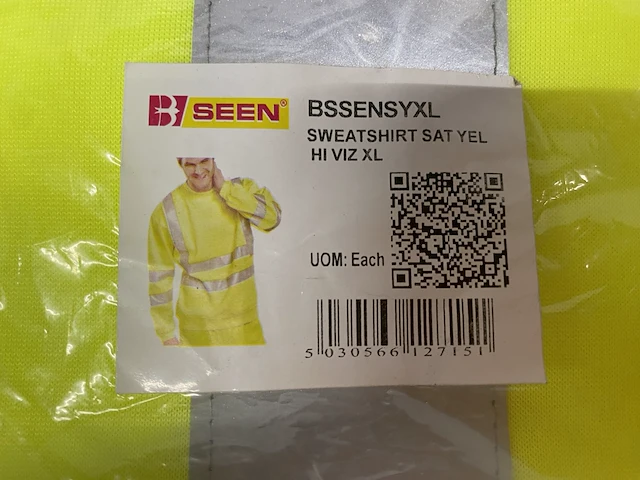 B SEEN®
BSSENSYXL
SWEATSHIRT SAT YEL
HI VIZ XL
UOM: Each
5 030566 127151